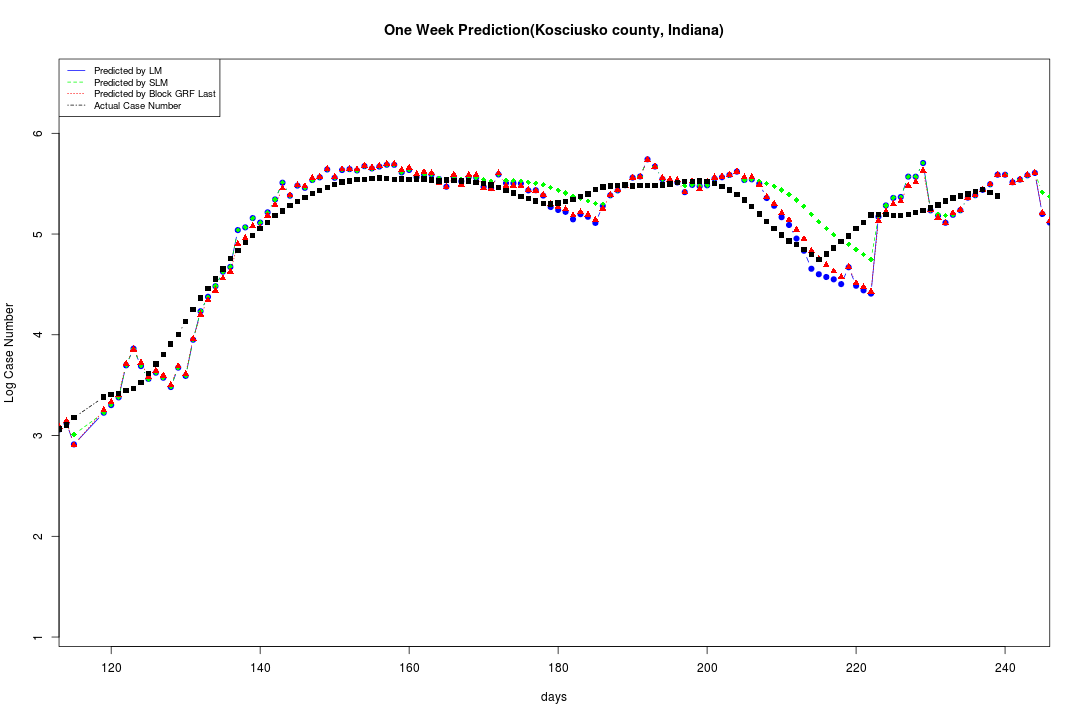 One Week Prediction(Kosciusko county, Indiana)
Predicted by LM
Predicted by SLM
Predicted by Block GRF Last
Actual Case Number
6
5
4
3
2
1
Log Case Number
120 140 160 180 200 220 240
days